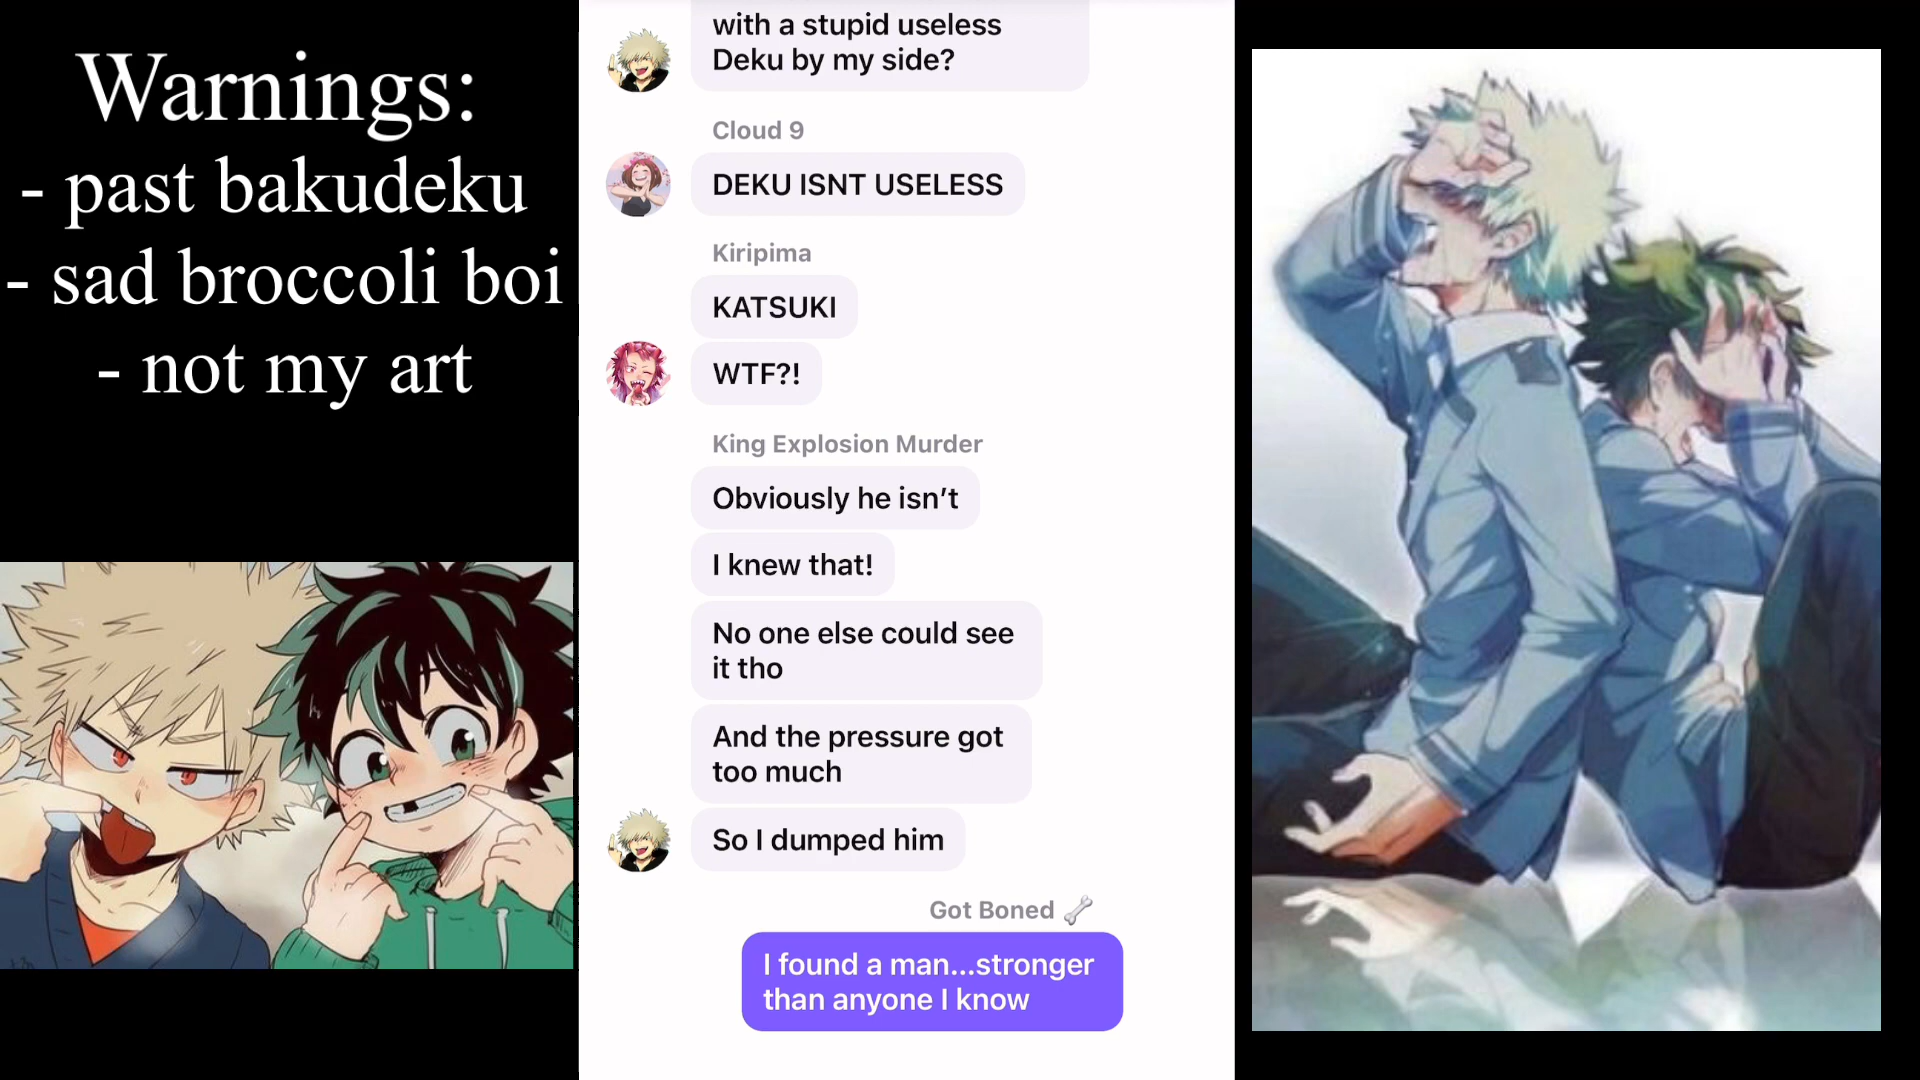 Warnings:
- past bakudeku
- sad broccoli boi
- not my art
with a stupid useless
Deku by my side?
Cloud 9
DEKU ISNT USELESS
Kiripima
KATSUKI
WTF?!
King Explosion Murder
Obviously he isn’t
I knew that!
No one else could see
it tho
And the pressure got
too much
So I dumped him
Got Boned 🦴
I found a man...stronger
than anyone I know